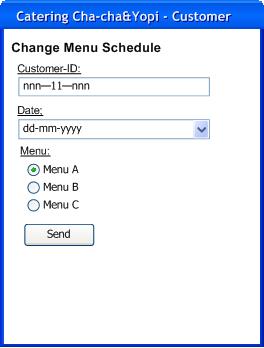 Catering Cha-cha&Yopi - Customer
Change Menu Schedule
Customer-ID:
nnn—11—nnn
Date:
dd-mm-yyyy
Menu:
Menu A
Menu B
Menu C
Send